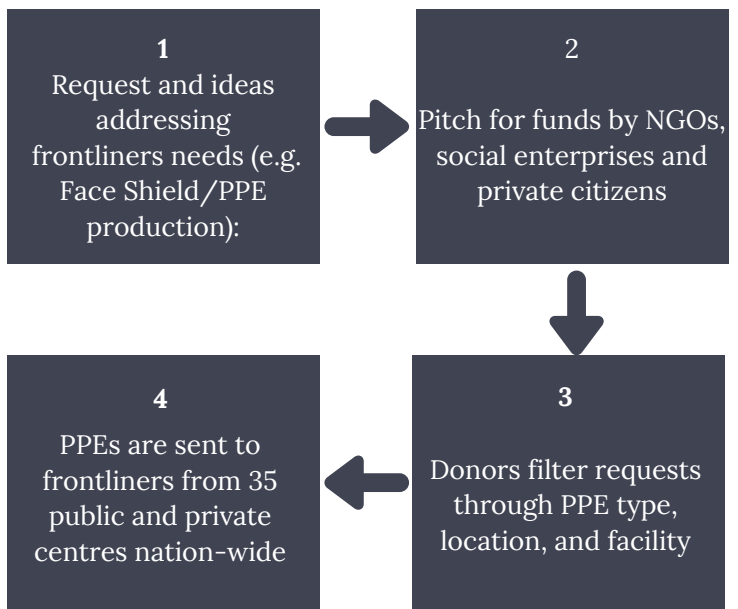 1
Request and ideas
addressing
frontliners needs (e.g.
Face Shield/PPE
production):
2
Pitch for funds by NGOs,
social enterprises and
private citizens
3
Donors filter requests
through PPE type,
location, and facility
4
PPEs are sent to
frontliners from 35
public and private
centres nation-wide